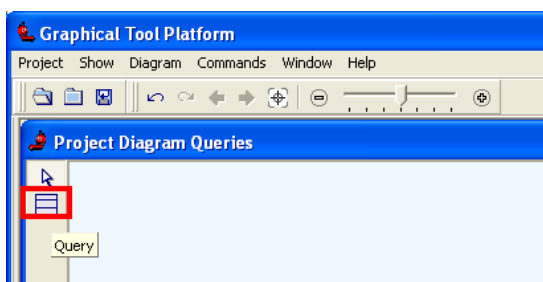 Graphical Tool Platform
Project Show Diagram Commands Window Help
Project Diagram Queries
Query